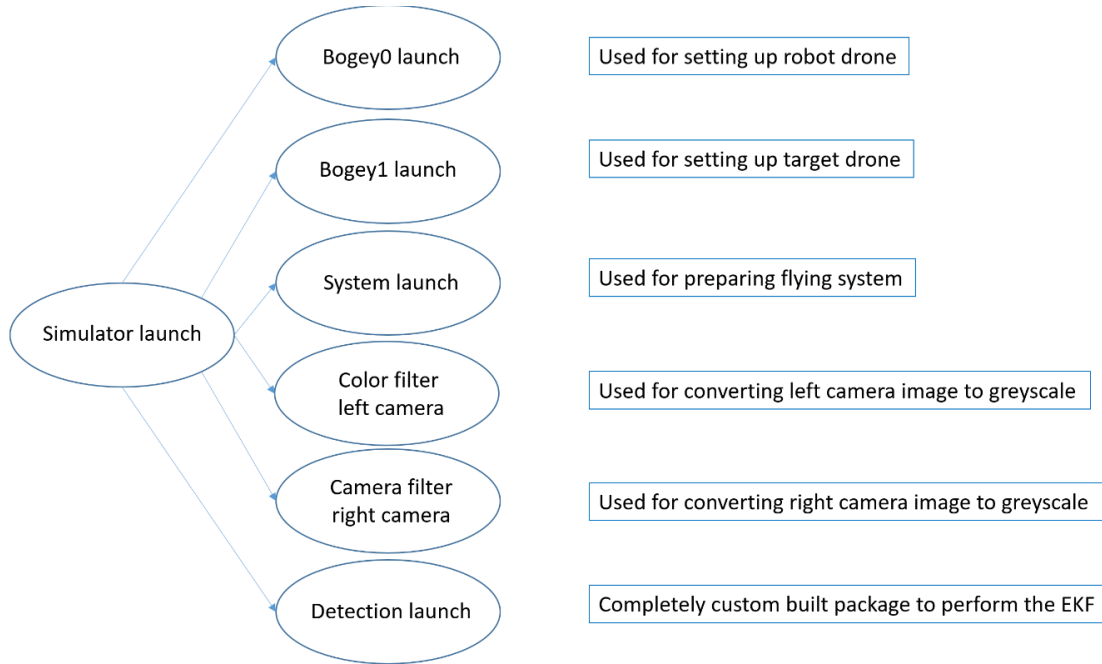 Bogey0 launch
Used for setting up robot drone
Bogey1 launch
Used for setting up target drone
System launch
Used for preparing flying system
Simulator launch
Color filter
left camera
Used for converting left camera image to greyscale
Camera filter
right camera
Used for converting right camera image to greyscale
Detection launch
Completely custom built package to perform the EKF